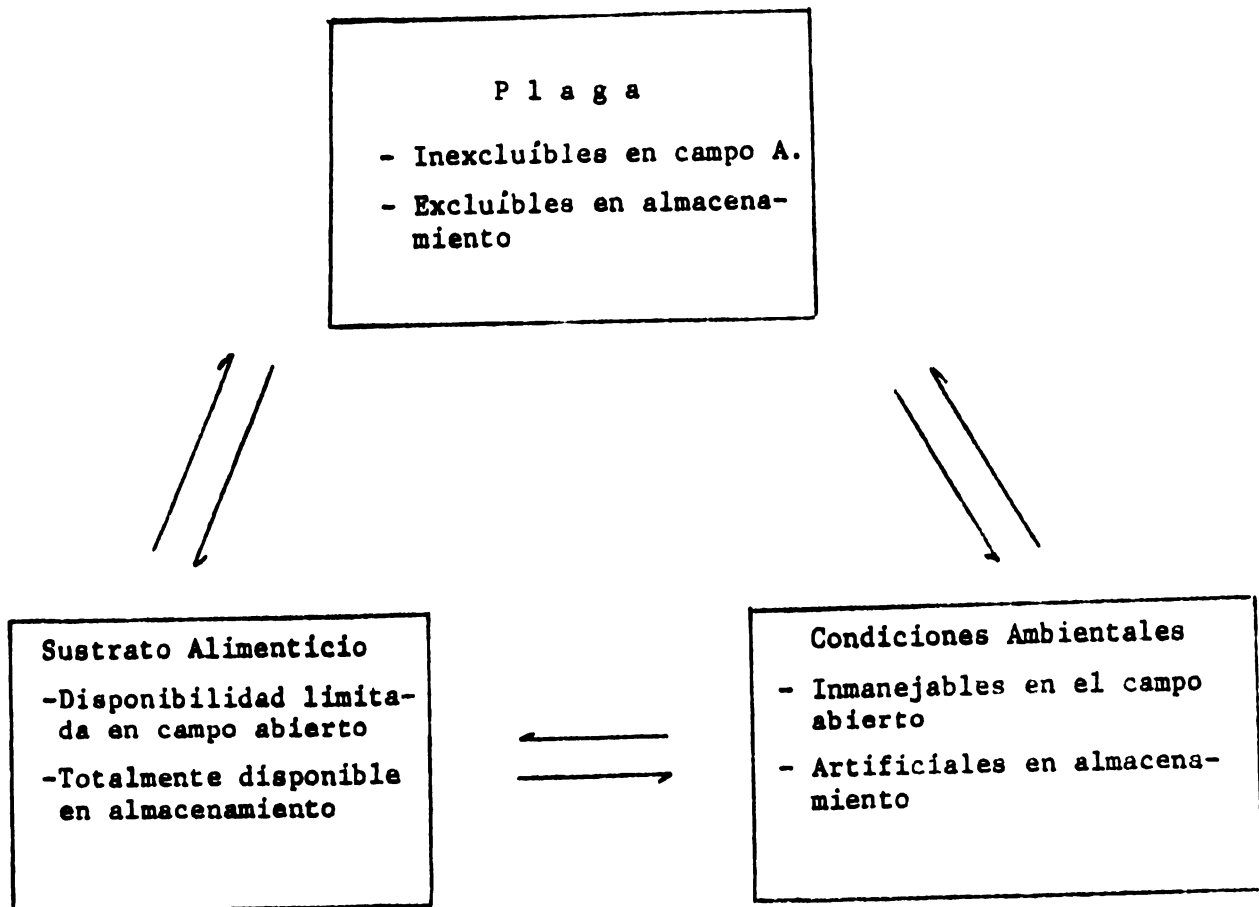 P l a g a
- Inexcluíbles en campo A.
- Excluíbles en almacena-
miento
Sustrato Alimenticio
-Disponibilidad limita-
da en campo abierto
-Totalmente disponible
en almacenamiento
Condiciones Ambientales
- Inmanejables en el campo
abierto
- Artificiales en almacena-
miento